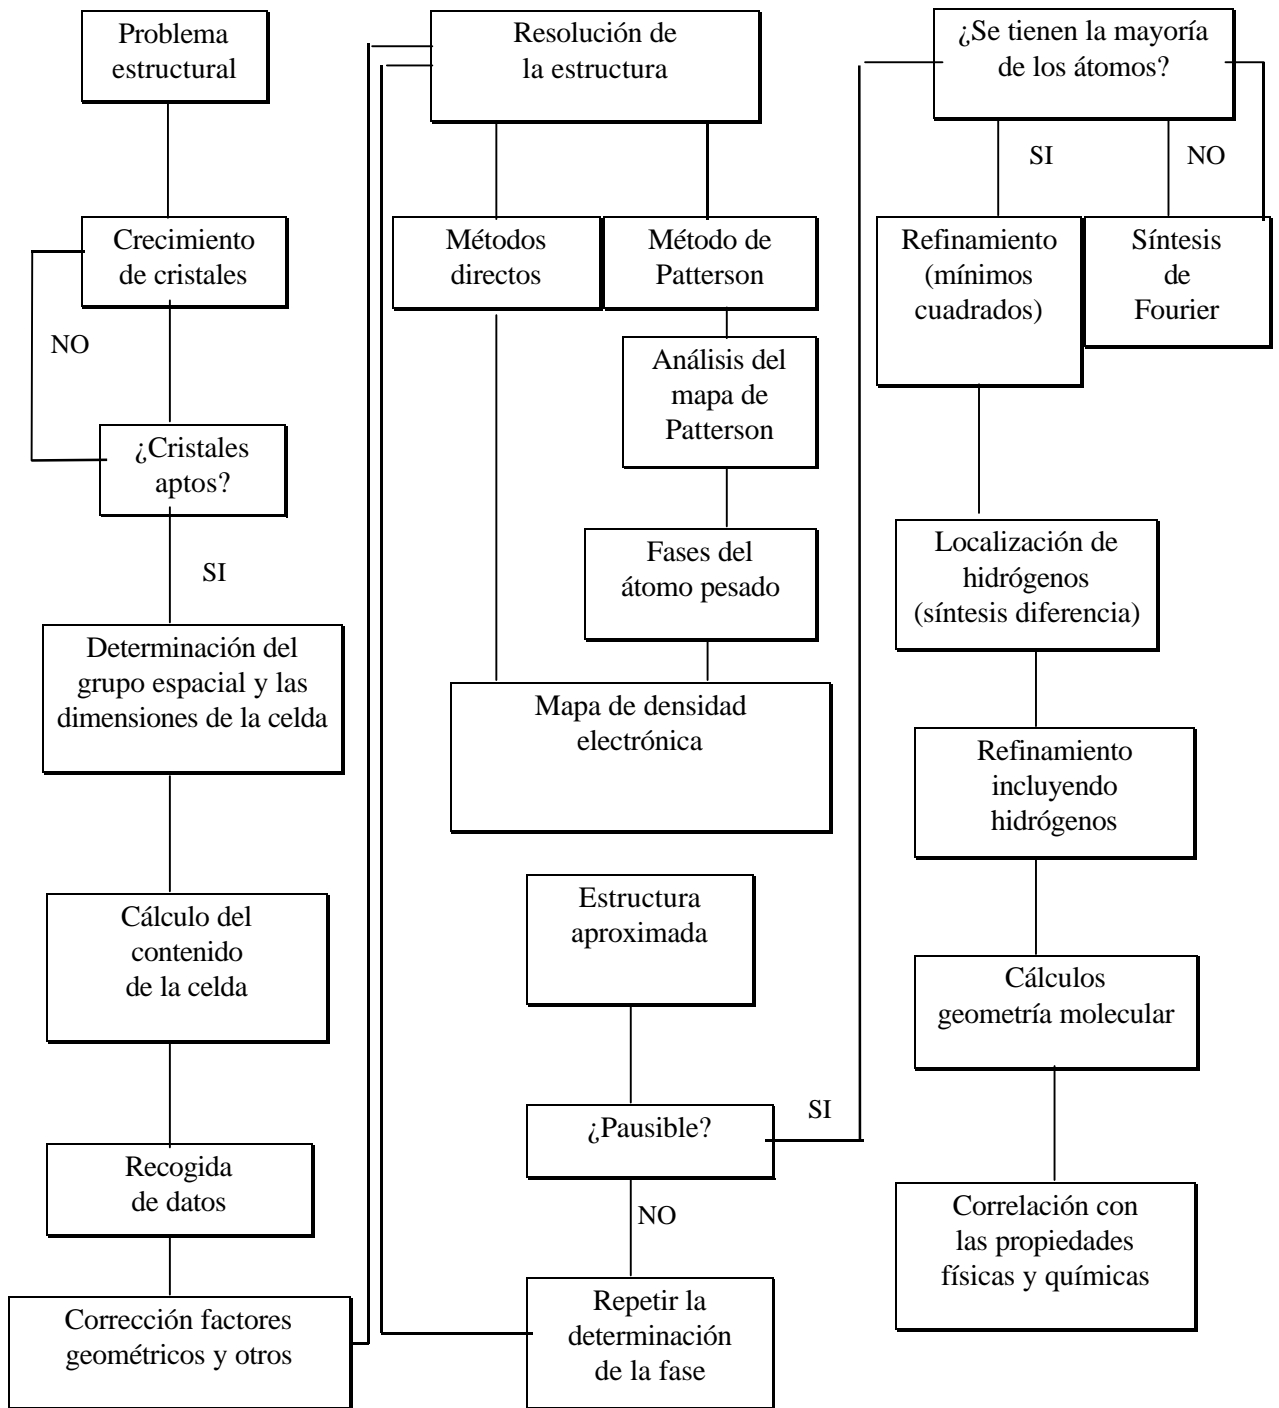 Problema
estructural
Crecimiento
de cristales
NO
¿Cristales
aptos?
SI
Determinación del
grupo espacial y las
dimensiones de la celda
Cálculo del
contenido
de la celda
Recogida
de datos
Corrección factores
geométricos y otros
Resolución de
la estructura
Métodos
directos
Método de
Patterson
Análisis del
mapa de
Patterson
Fases del
átomo pesado
Mapa de densidad
electrónica
Estructura
aproximada
¿Pausible?
SI
NO
Repetir la
determinación
de la fase
¿Se tienen la mayoría
de los átomos?
SI
NO
Refinamiento
(mínimos
cuadrados)
Síntesis
de
Fourier
Localización de
hidrógenos
(síntesis diferencia)
Refinamiento
incluyendo
hidrógenos
Cálculos
geometría molecular
Correlación con
las propiedades
físicas y químicas